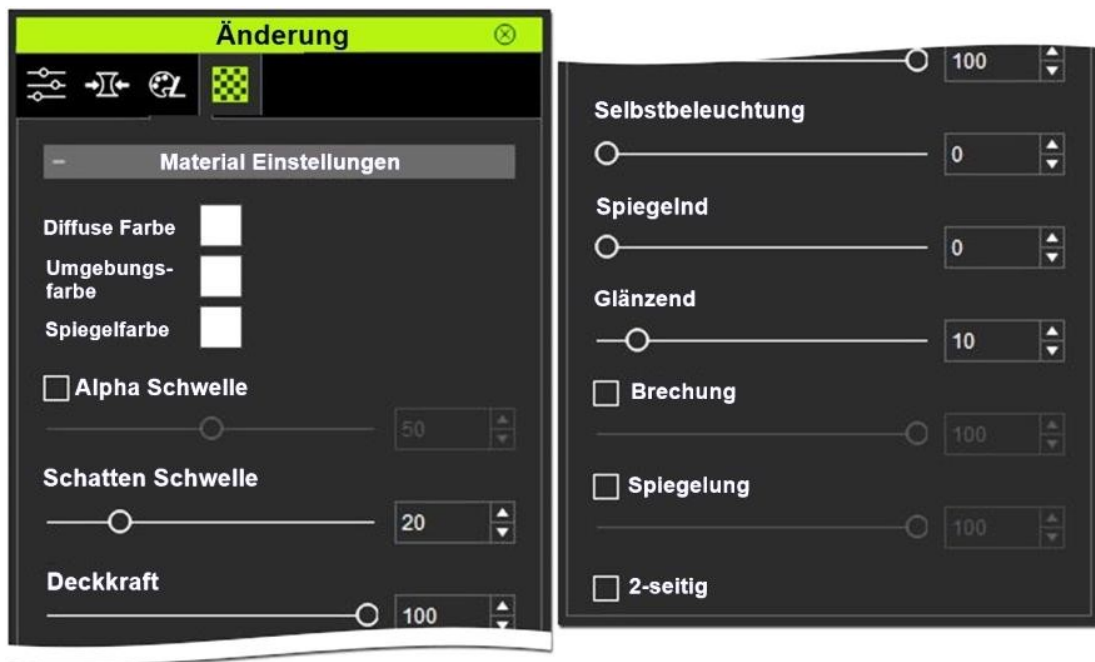 Änderung
Material Einstellungen
Diffuse Farbe
Umgebungs-
farbe
Spiegelfarbe
Alpha Schwelle
50
Schatten Schwelle
20
Deckkraft
100
100
Selbstbeleuchtung
0
Spiegelnd
0
Glänzend
10
Brechung
100
Spiegelung
100
2-seitig